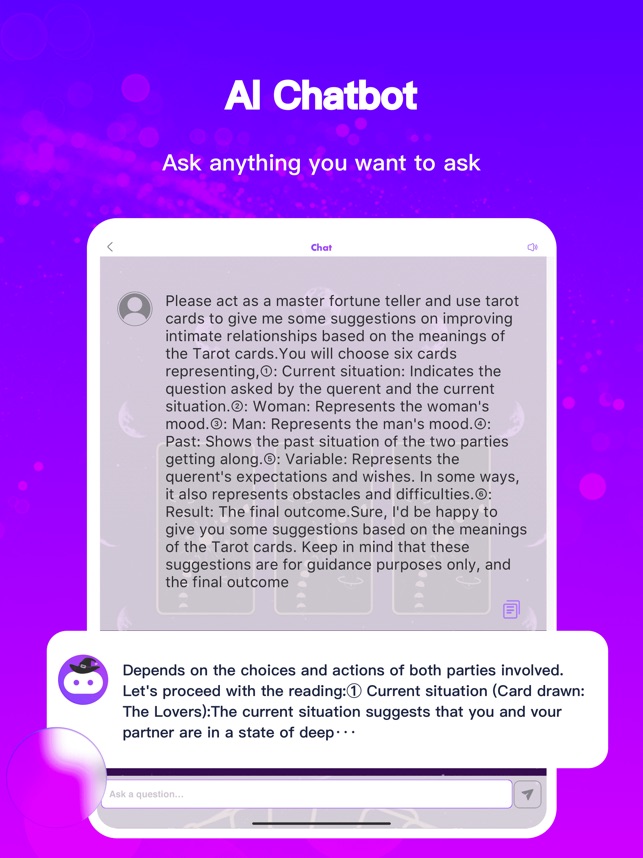 AI Chatbot
Ask anything you want to ask
Chat
Please act as a master fortune teller and use tarot
cards to give me some suggestions on improving
intimate relationships based on the meanings of
the Tarot cards.You will choose six cards
representing,①: Current situation: Indicates the
question asked by the querent and the current
situation.②: Woman: Represents the woman's
mood.③: Man: Represents the man's mood.④:
Past: Shows the past situation of the two parties
getting along.⑤: Variable: Represents the
querent's expectations and wishes. In some ways,
it also represents obstacles and difficulties.⑥:
Result: The final outcome.Sure, I'd be happy to
give you some suggestions based on the meanings
of the Tarot cards. Keep in mind that these
suggestions are for guidance purposes only, and
the final outcome
Depends on the choices and actions of both parties involved.
Let's proceed with the reading:① Current situation (Card drawn:
The Lovers):The current situation suggests that you and your
partner are in a state of deep···
Ask a question...